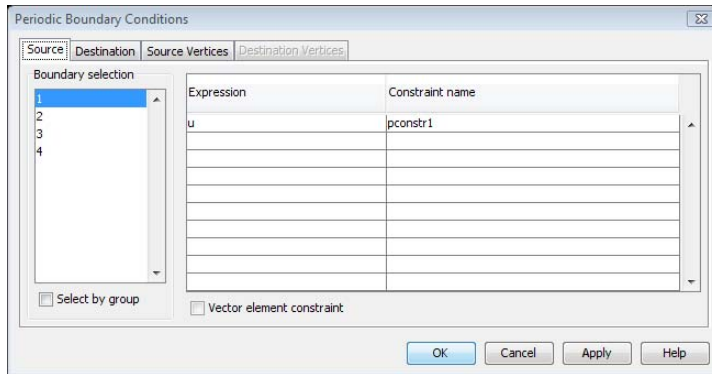 Periodic Boundary Conditions
Source Destination Source Vertices Destination Vertices
Boundary selection
1
2
3
4
Select by group
Expression Constraint name
u pconstr1
Vector element constraint
OK Cancel Apply Help